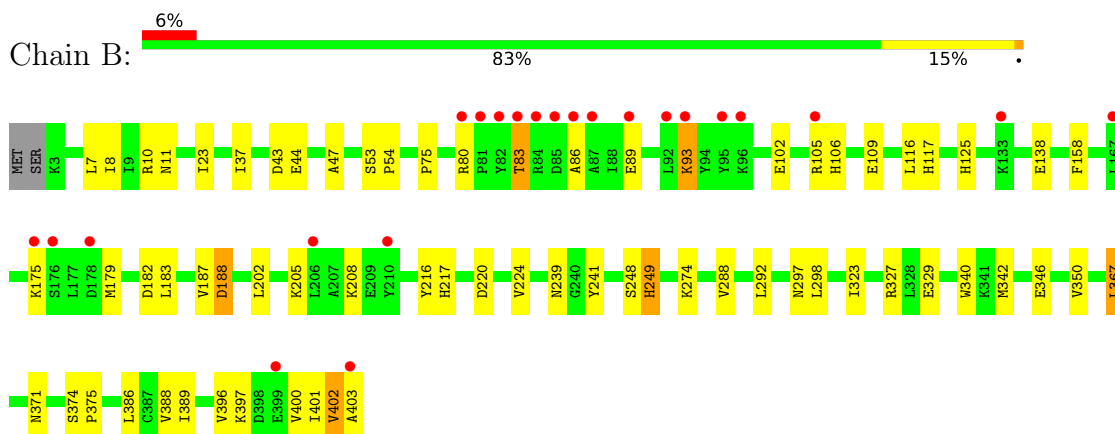 6%
Chain B:
83% 15% •
MET SER K3 L7 I8 I9 R10 N11 I23 I37 D43 E44 A47 S53 P54 P75 R80 P81 Y82 T83 R84 D85 A86 A87 I88 E89 L92 K93 Y94 Y95 K96 E102 R105 H106 E109 L116 H117 H125 K133 E138 F158 L167
K175 S176 L177 D178 M179 D182 L183 V187 D188 L202 K205 L206 A207 K208 E209 Y210 Y216 H217 D220 V224 N239 G240 Y241 S248 H249 K274 V288 L292 N297 L298 I323 R327 L328 E329 W340 K341 M342 E346 V350 L367
N371 S374 P375 L386 C387 V388 I389 V396 K397 D398 E399 V400 I401 V402 A403